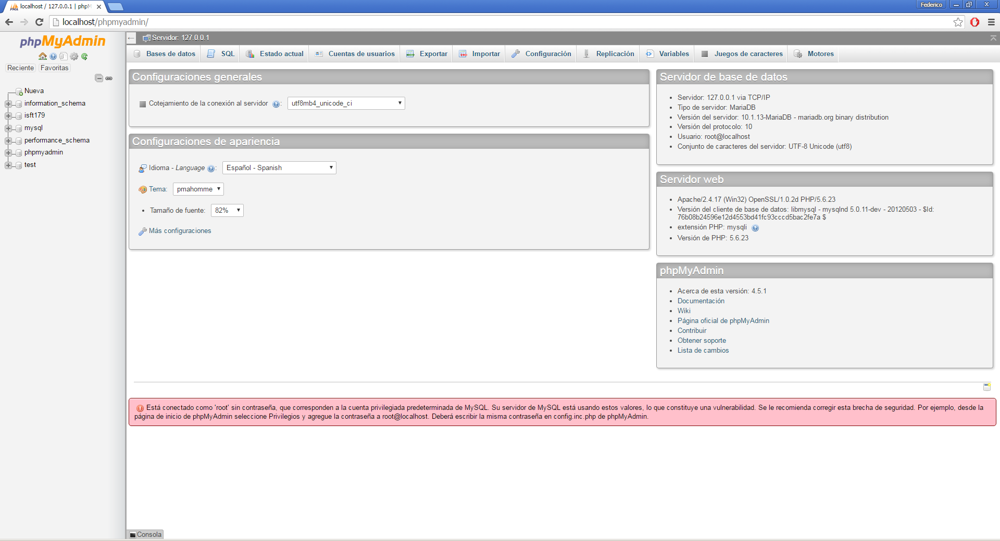 localhost / 127.0.0.1 | phpM
Federico
localhost/phpmyadmin/
phpMyAdmin
Reciente Favoritas
Nueva
information_schema
isft179
mysql
performance_schema
phpmyadmin
test
Servidor: 127.0.0.1
Bases de datos SQL Estado actual Cuentas de usuarios Exportar Importar Configuración Replicación Variables Juegos de caracteres Motores
Configuraciones generales
Cotejamiento de la conexión al servidor : utf8mb4_unicode_ci
Configuraciones de apariencia
Idioma - Language : Español - Spanish
Tema: pmahomme
• Tamaño de fuente: 82%
Más configuraciones
Servidor de base de datos
• Servidor: 127.0.0.1 via TCP/IP
• Tipo de servidor: MariaDB
• Versión del servidor: 10.1.13-MariaDB - mariadb.org binary distribution
• Versión del protocolo: 10
• Usuario: root@localhost
• Conjunto de caracteres del servidor: UTF-8 Unicode (utf8)
Servidor web
• Apache/2.4.17 (Win32) OpenSSL/1.0.2d PHP/5.6.23
• Versión del cliente de base de datos: libmysql - mysqlnd 5.0.11-dev - 20120503 - $Id:
76b08b24596e12d4553bd41fc93cccd5bac2fe7a $
• extensión PHP: mysqli
• Versión de PHP: 5.6.23
phpMyAdmin
• Acerca de esta versión: 4.5.1
• Documentación
• Wiki
• Página oficial de phpMyAdmin
• Contribuir
• Obtener soporte
• Lista de cambios
Está conectado como 'root' sin contraseña, que corresponden a la cuenta privilegiada predeterminada de MySQL. Su servidor de MySQL está usando estos valores, lo que constituye una vulnerabilidad. Se le recomienda corregir esta brecha de seguridad. Por ejemplo, desde la
página de inicio de phpMyAdmin seleccione Privilegios y agregue la contraseña a root@localhost. Deberá escribir la misma contraseña en config.inc.php de phpMyAdmin.
Consola